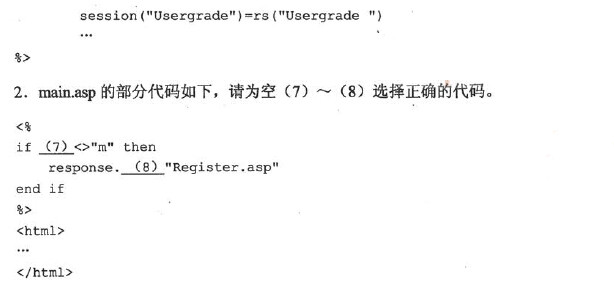 session("Usergrade")=rs("Usergrade ")
…
%>
2．main.asp 的部分代码如下，请为空（7）～（8）选择正确的代码。
<%
if （7）<>"m" then
response. （8）"Register.asp"
end if
%>
<html>
…
</html>